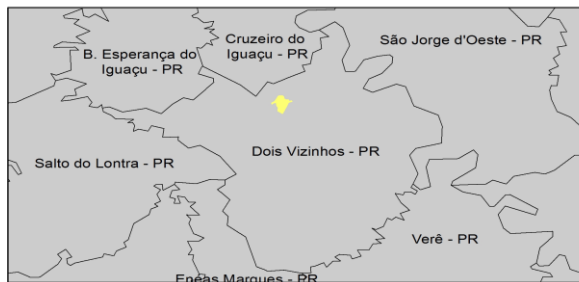 Cruzeiro do
Iguaçu - PR
São Jorge d'Oeste - PR
B. Esperança do
Iguaçu - PR
Dois Vizinhos - PR
Salto do Lontra - PR
Verê - PR
Enéas Marques - PR